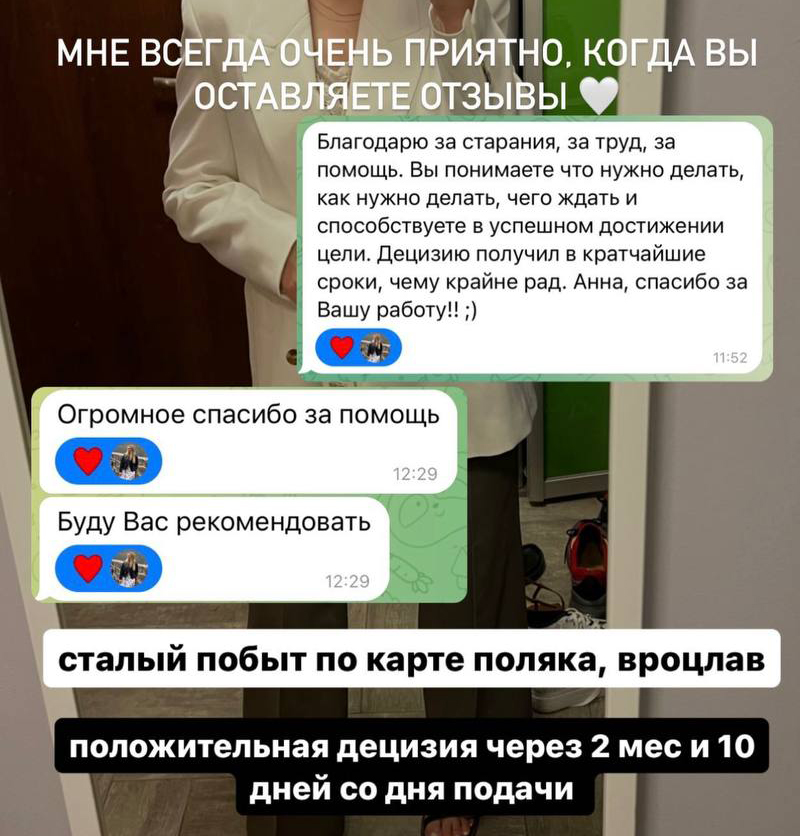 МНЕ ВСЕГДА ОЧЕНЬ ПРИЯТНО, КОГДА ВЫ
ОСТАВЛЯЕТЕ ОТЗЫВЫ 🤍
Благодарю за старания, за труд, за
помощь. Вы понимаете что нужно делать,
как нужно делать, чего ждать и
способствуете в успешном достижении
цели. Децизию получил в кратчайшие
сроки, чему крайне рад. Анна, спасибо за
Вашу работу!! ;)
11:52
Огромное спасибо за помощь
12:29
Буду Вас рекомендовать
12:29
сталый побыт по карте поляка, вроцлав
положительная децизия через 2 мес и 10
дней со дня подачи